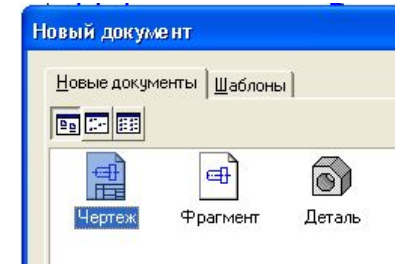 Новый документ
Новые документы Шаблоны
Чертеж Фрагмент Деталь